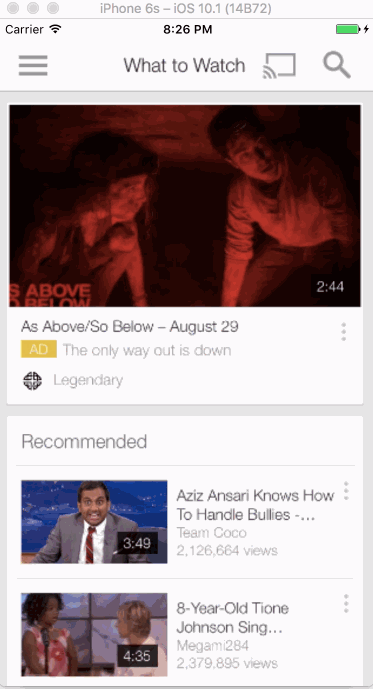 iPhone 6s – iOS 10.1 (14B72)
Carrier 8:26 PM
What to Watch
S ABOVE
O BELOW
2:44
As Above/So Below – August 29
AD The only way out is down
Legendary
Recommended
Aziz Ansari Knows How
To Handle Bullies -...
Team Coco
2,126,664 views
3:49
8-Year-Old Tione
Johnson Sing...
Megami284
2,379,895 views
4:35